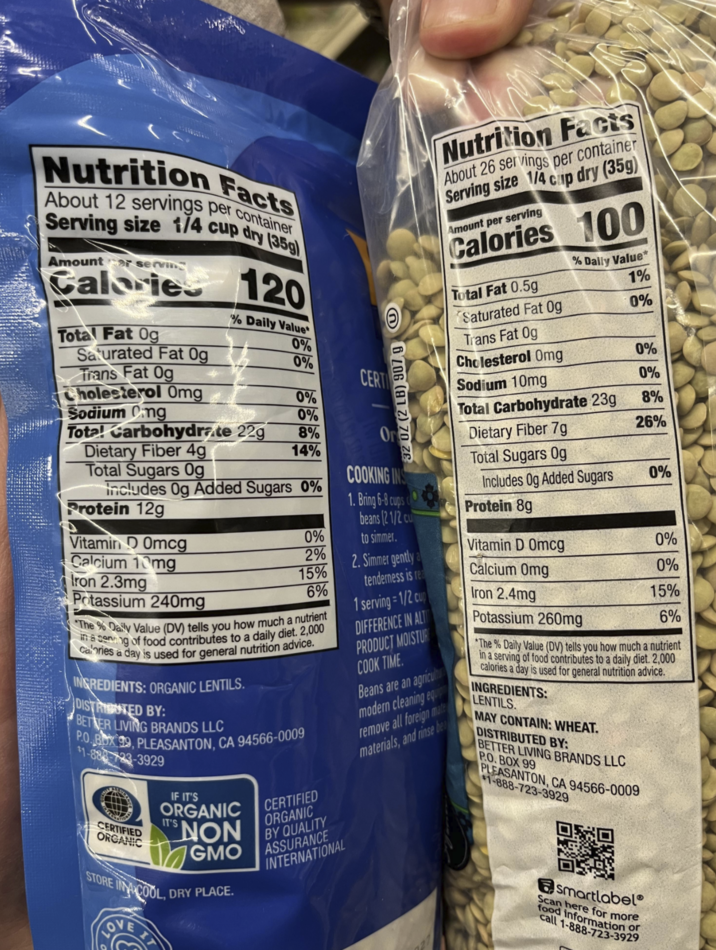 Nutrition Facts
About 12 servings per container
Serving size 1/4 cup dry (35g)
Amount per serving
Calories 120
% Daily Value*
Total Fat 0g 0%
Saturated Fat 0g 0%
Trans Fat 0g
Cholesterol 0mg 0%
Sodium 0mg 0%
Total Carbohydrate 22g 8%
Dietary Fiber 4g 14%
Total Sugars 0g
Includes 0g Added Sugars 0%
Protein 12g
Vitamin D 0mcg 0%
Calcium 10mg 2%
Iron 2.3mg 15%
Potassium 240mg 6%
*The % Daily Value (DV) tells you how much a nutrient
in a serving of food contributes to a daily diet. 2,000
calories a day is used for general nutrition advice.
INGREDIENTS: ORGANIC LENTILS.
DISTRIBUTED BY:
BETTER LIVING BRANDS LLC
P.O. BOX 99, PLEASANTON, CA 94566-0009
*1-888-723-3929
CERTIFIED
ORGANIC
IF IT'S
ORGANIC
IT'S NON
GMO
CERTIFIED
ORGANIC
BY QUALITY
ASSURANCE
INTERNATIONAL
STORE IN A COOL, DRY PLACE.
LOVE IT
COOKING
1. Bring 6-8 cups
beans (2 1/2
to simmer.
2. Simmer gently
tenderness is
1 serving = 1/2 cup
DIFFERENCE IN
PRODUCT
COOK TIME.
Beans are an
modern cleaning
remove all foreign
materials, and rinse
U
Nutrition Facts
About 26 servings per container
Serving size 1/4 cup dry (35g)
Amount per serving
Calories 100
% Daily Value*
Total Fat 0.5g 1%
Saturated Fat 0g 0%
Trans Fat 0g
Cholesterol 0mg 0%
Sodium 10mg 0%
Total Carbohydrate 23g 8%
Dietary Fiber 7g 26%
Total Sugars 0g
Includes 0g Added Sugars 0%
Protein 8g
Vitamin D 0mcg 0%
Calcium 0mg 0%
Iron 2.4mg 15%
Potassium 260mg 6%
*The % Daily Value (DV) tells you how much a nutrient
in a serving of food contributes to a daily diet. 2,000
calories a day is used for general nutrition advice.
INGREDIENTS:
LENTILS.
MAY CONTAIN: WHEAT.
DISTRIBUTED BY:
BETTER LIVING BRANDS LLC
P.O. BOX 99
PLEASANTON, CA 94566-0009
*1-888-723-3929
smartlabel®
Scan here for more
food information or
call 1-888-723-3929